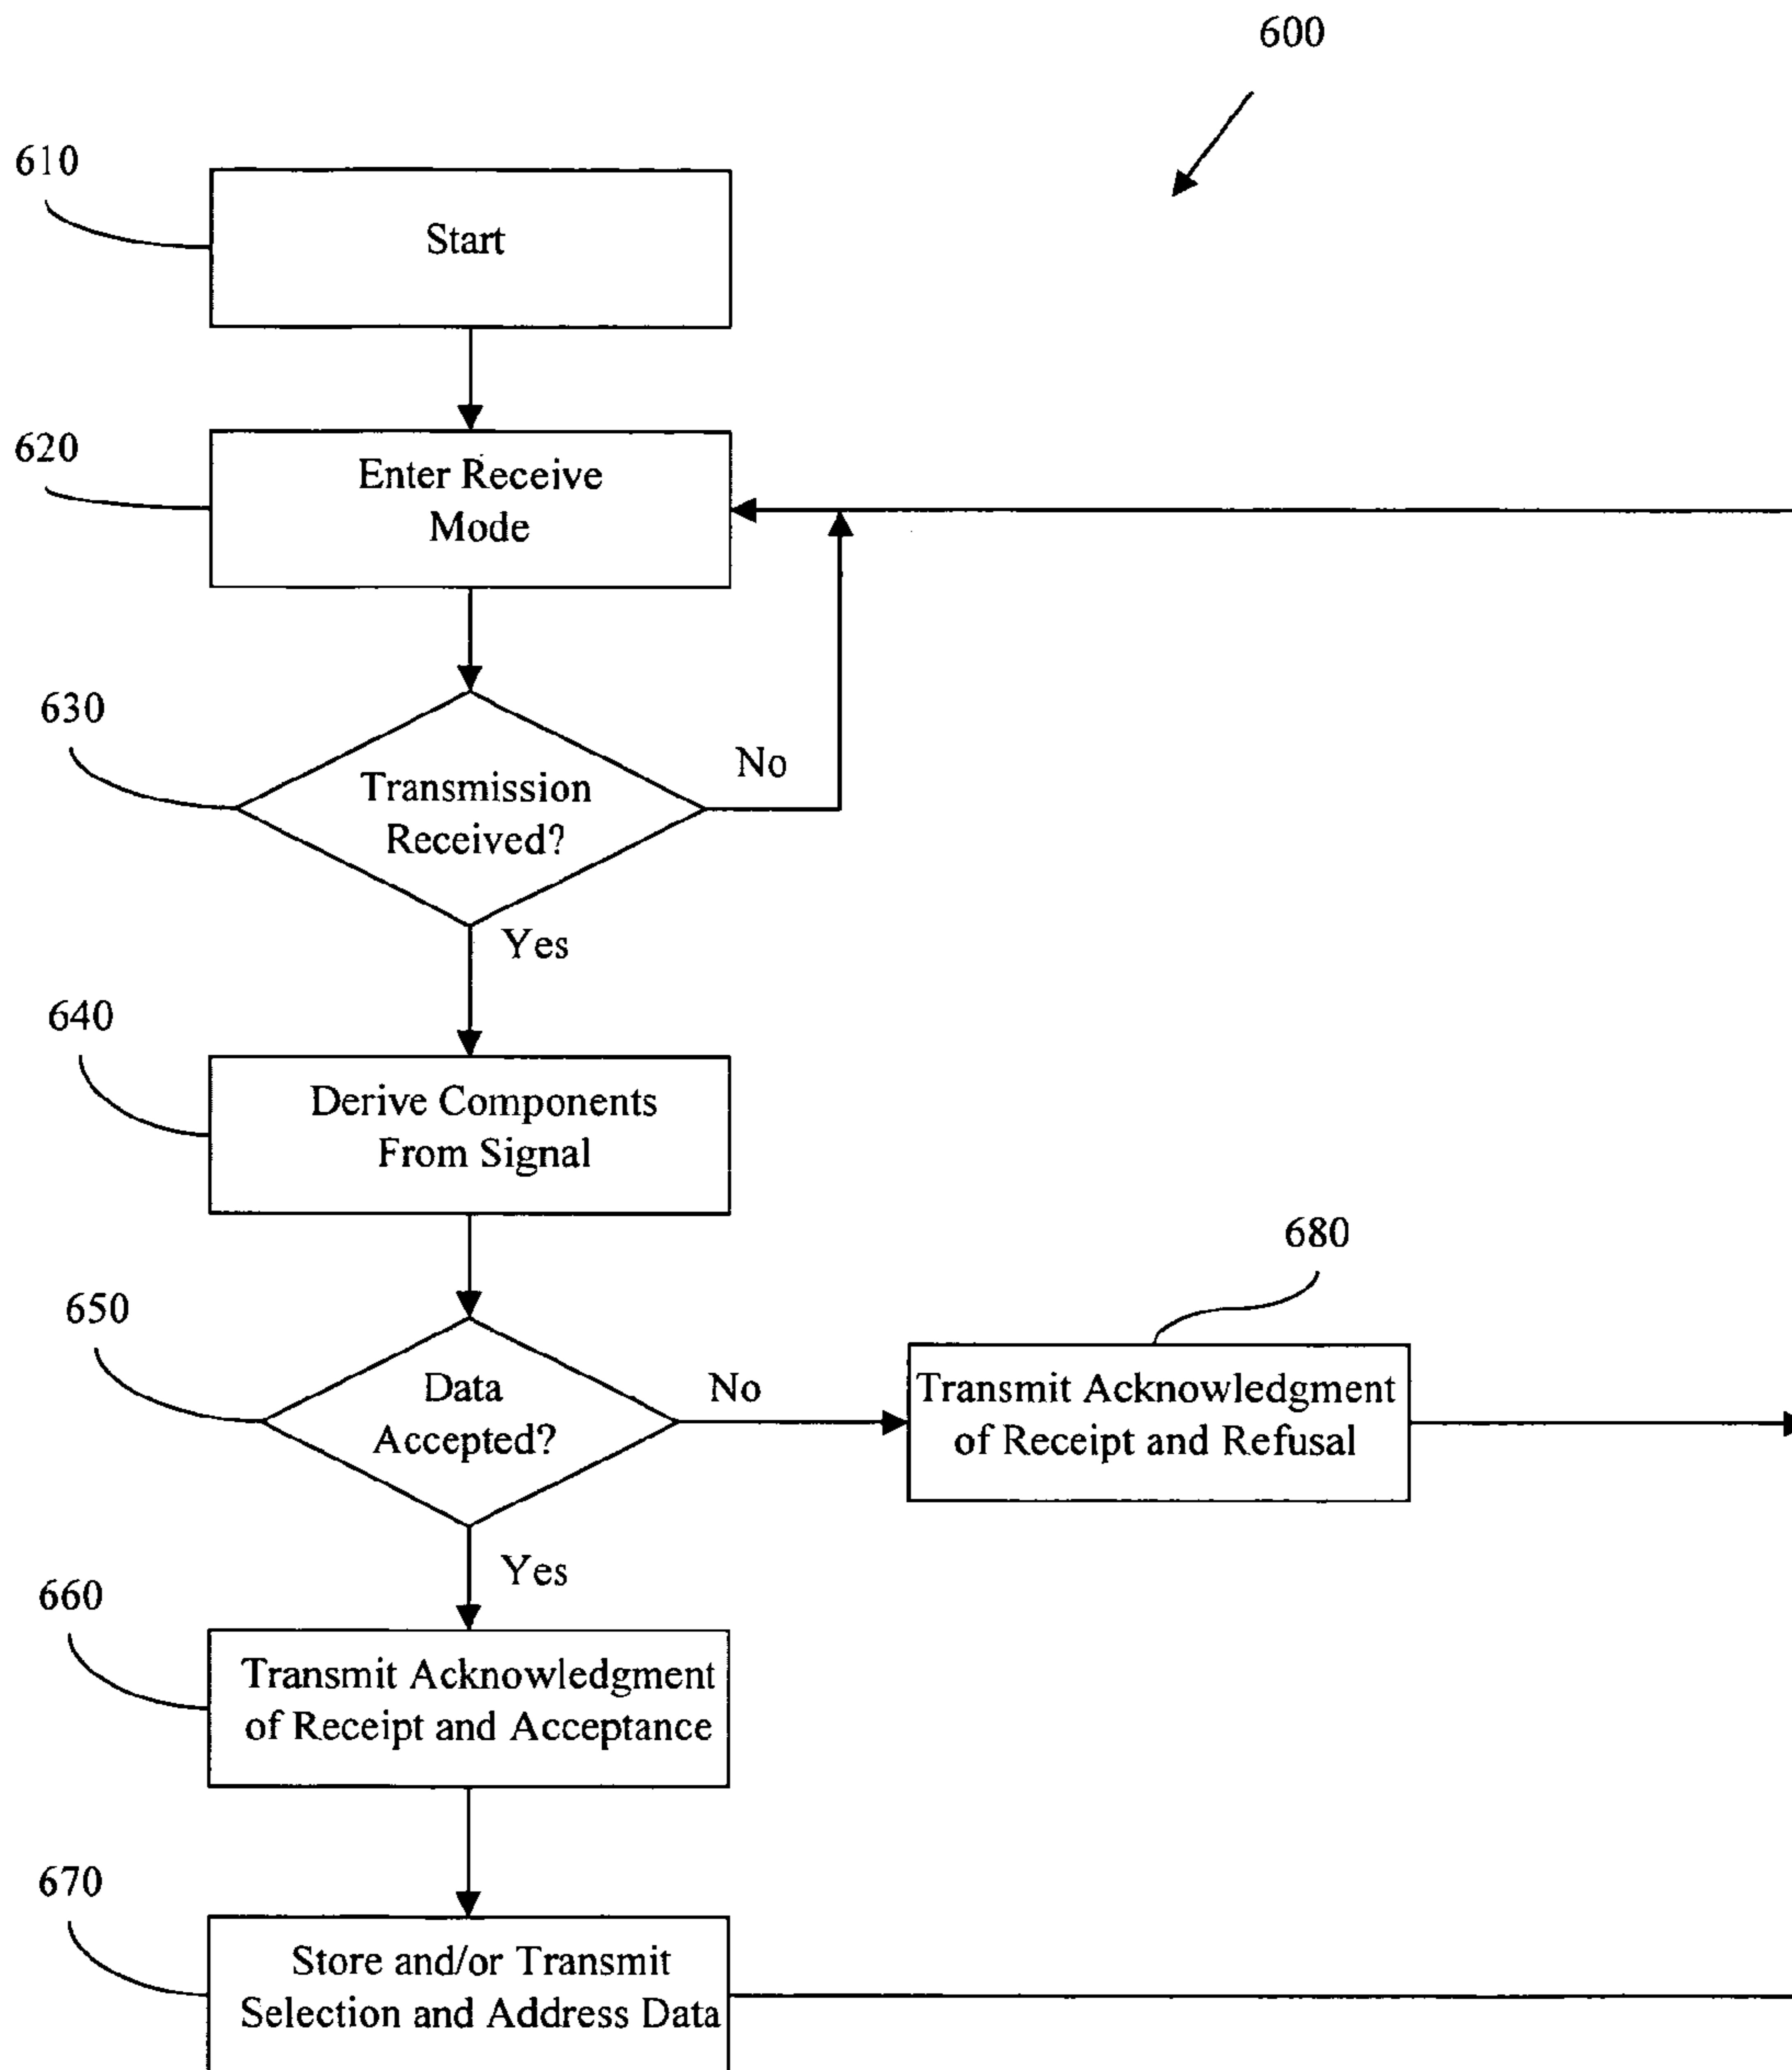 600
610
Start
620
Enter Receive
Mode
630
Transmission
Received?
No
Yes
640
Derive Components
From Signal
680
650
Data
Accepted?
No
Transmit Acknowledgment
of Receipt and Refusal
Yes
660
Transmit Acknowledgment
of Receipt and Acceptance
670
Store and/or Transmit
Selection and Address Data